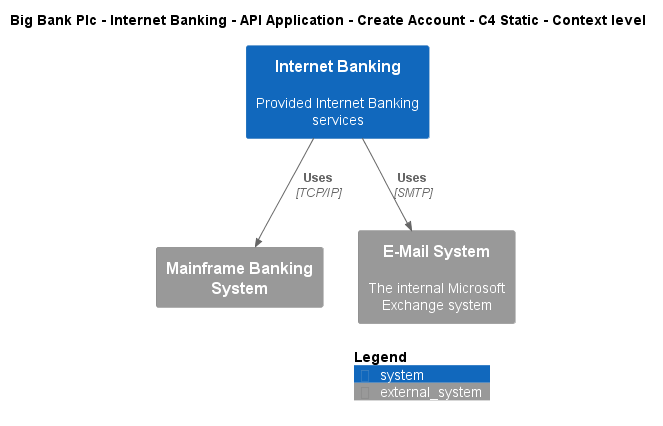 Big Bank Plc - Internet Banking - API Application - Create Account - C4 Static - Context level
Internet Banking
Provided Internet Banking
services
Uses
[TCP/IP]
Uses
[SMTP]
Mainframe Banking
System
E-Mail System
The internal Microsoft
Exchange system
Legend
system
external_system